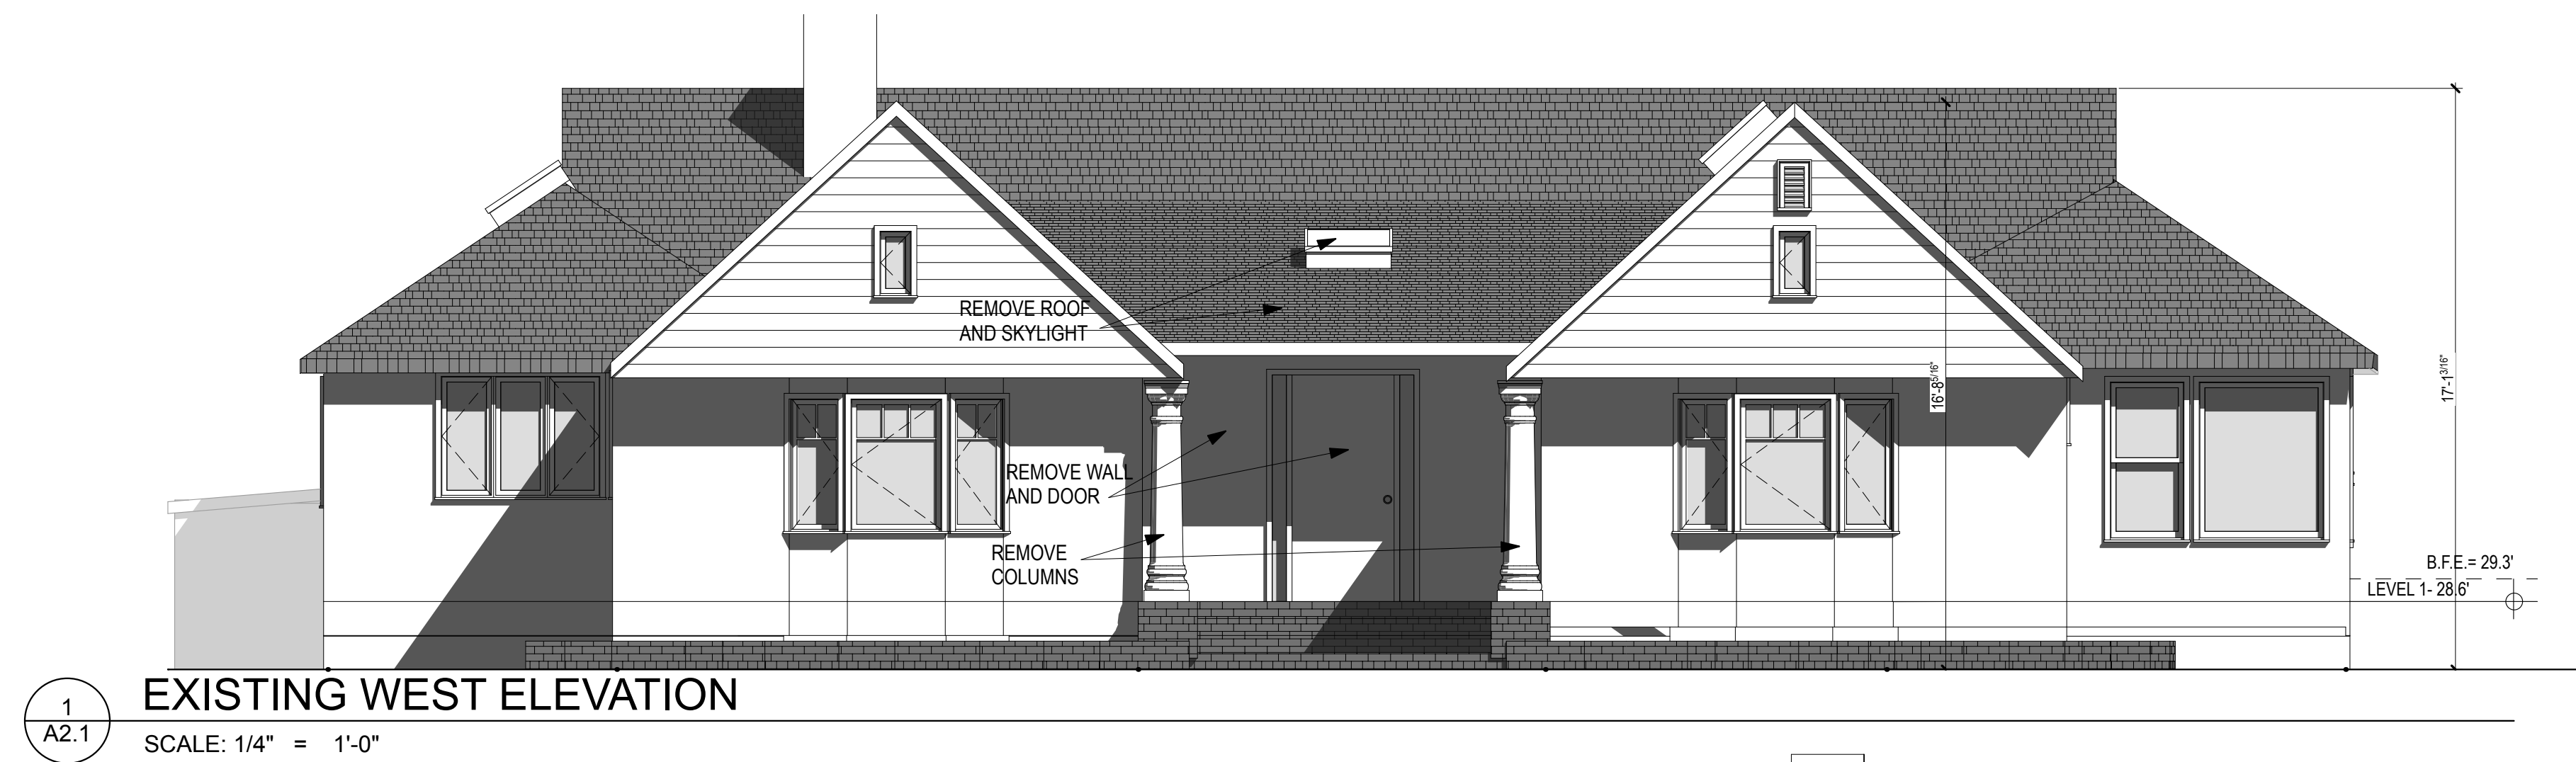 REMOVE ROOF
AND SKYLIGHT
REMOVE WALL
AND DOOR
REMOVE
COLUMNS
16'-8 5/16"
17'-1 3/16"
B.F.E.= 29.3'
LEVEL 1- 28.6'
1
A2.1
EXISTING WEST ELEVATION
SCALE: 1/4" = 1'-0"